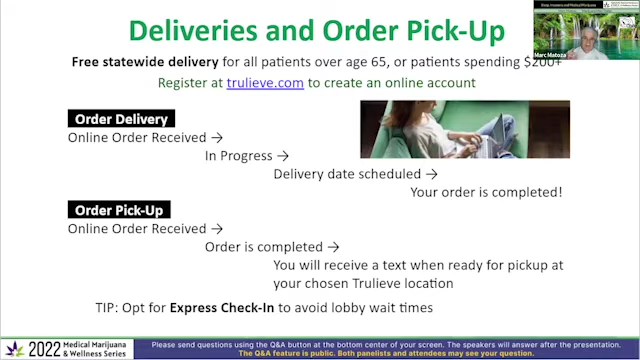 Deliveries and Order Pick-Up
Free statewide delivery for all patients over age 65, or patients spending $200+
Register at trulieve.com to create an online account
Order Delivery
Online Order Received →
In Progress →
Delivery date scheduled →
Your order is completed!
Order Pick-Up
Online Order Received →
Order is completed →
You will receive a text when ready for pickup at
your chosen Trulieve location
TIP: Opt for Express Check-In to avoid lobby wait times
Marc Matoza
2022 Medical Marijuana
& Wellness Series
Please send questions using the Q&A button at the bottom center of your screen. The speakers will answer after the presentation.
The Q&A feature is public. Both panelists and attendees may see your question.